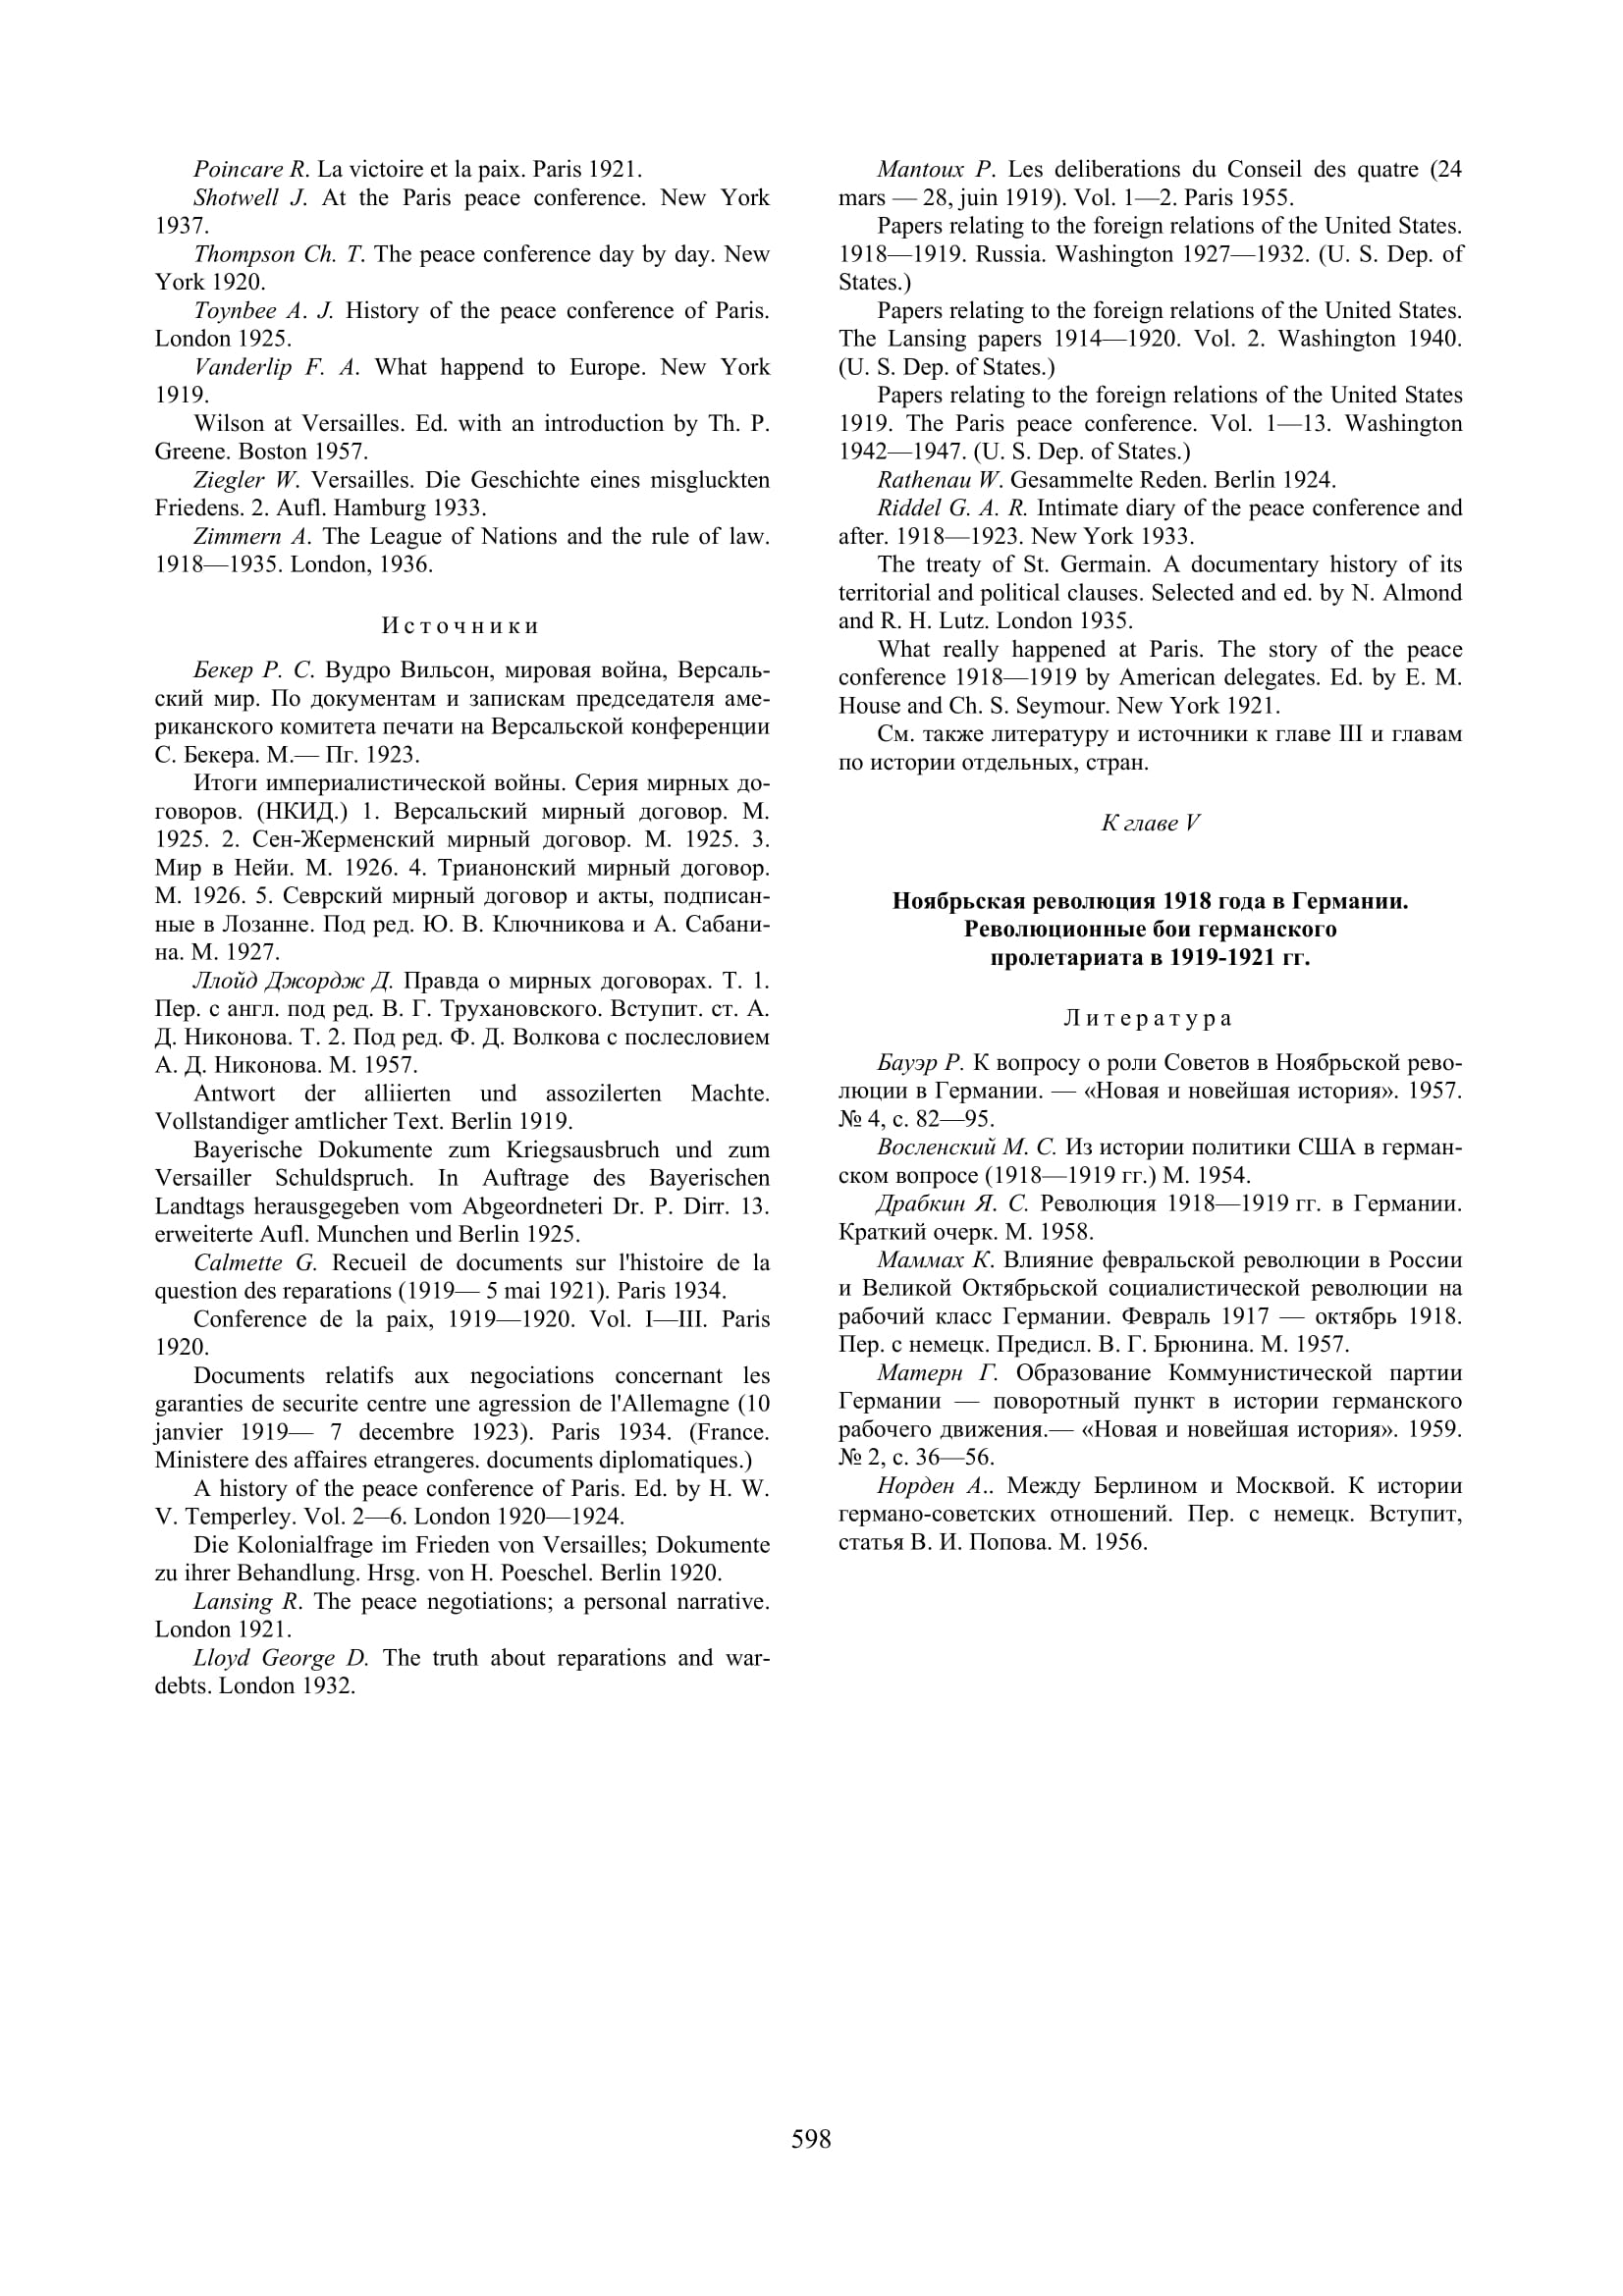 Poincare R. La victoire et la paix. Paris 1921.
Shotwell J. At the Paris peace conference. New York
1937.
Thompson Ch. T. The peace conference day by day. New
York 1920.
Toynbee A. J. History of the peace conference of Paris.
London 1925.
Vanderlip F. A. What happend to Europe. New York
1919.
Wilson at Versailles. Ed. with an introduction by Th. P.
Greene. Boston 1957.
Ziegler W. Versailles. Die Geschichte eines misgluckten
Friedens. 2. Aufl. Hamburg 1933.
Zimmern A. The League of Nations and the rule of law.
1918—1935. London, 1936.
Источники
Бекер Р. С. Вудро Вильсон, мировая война, Версаль-
ский мир. По документам и запискам председателя аме-
риканского комитета печати на Версальской конференции
С. Бекера. М.— Пг. 1923.
Итоги империалистической войны. Серия мирных до-
говоров. (НКИД.) 1. Версальский мирный договор. М.
1925. 2. Сен-Жерменский мирный договор. М. 1925. 3.
Мир в Нейи. М. 1926. 4. Трианонский мирный договор.
М. 1926. 5. Севрский мирный договор и акты, подписан-
ные в Лозанне. Под ред. Ю. В. Ключникова и А. Сабани-
на. М. 1927.
Ллойд Джордж Д. Правда о мирных договорах. Т. 1.
Пер. с англ. под ред. В. Г. Трухановского. Вступит. ст. А.
Д. Никонова. Т. 2. Под ред. Ф. Д. Волкова с послесловием
А. Д. Никонова. М. 1957.
Antwort der alliierten und assozilerten Machte.
Vollstandiger amtlicher Text. Berlin 1919.
Bayerische Dokumente zum Kriegsausbruch und zum
Versailler Schuldspruch. In Auftrage des Bayerischen
Landtags herausgegeben vom Abgeordneteri Dr. P. Dirr. 13.
erweiterte Aufl. Munchen und Berlin 1925.
Calmette G. Recueil de documents sur l'histoire de la
question des reparations (1919— 5 mai 1921). Paris 1934.
Conference de la paix, 1919—1920. Vol. I—III. Paris
1920.
Documents relatifs aux negociations concernant les
garanties de securite centre une agression de l'Allemagne (10
janvier 1919— 7 decembre 1923). Paris 1934. (France.
Ministere des affaires etrangeres. documents diplomatiques.)
A history of the peace conference of Paris. Ed. by H. W.
V. Temperley. Vol. 2—6. London 1920—1924.
Die Kolonialfrage im Frieden von Versailles; Dokumente
zu ihrer Behandlung. Hrsg. von H. Poeschel. Berlin 1920.
Lansing R. The peace negotiations; a personal narrative.
London 1921.
Lloyd George D. The truth about reparations and war-
debts. London 1932.
Mantoux P. Les deliberations du Conseil des quatre (24
mars — 28, juin 1919). Vol. 1—2. Paris 1955.
Papers relating to the foreign relations of the United States.
1918—1919. Russia. Washington 1927—1932. (U. S. Dep. of
States.)
Papers relating to the foreign relations of the United States.
The Lansing papers 1914—1920. Vol. 2. Washington 1940.
(U. S. Dep. of States.)
Papers relating to the foreign relations of the United States
1919. The Paris peace conference. Vol. 1—13. Washington
1942—1947. (U. S. Dep. of States.)
Rathenau W. Gesammelte Reden. Berlin 1924.
Riddel G. A. R. Intimate diary of the peace conference and
after. 1918—1923. New York 1933.
The treaty of St. Germain. A documentary history of its
territorial and political clauses. Selected and ed. by N. Almond
and R. H. Lutz. London 1935.
What really happened at Paris. The story of the peace
conference 1918—1919 by American delegates. Ed. by E. M.
House and Ch. S. Seymour. New York 1921.
См. также литературу и источники к главе III и главам
по истории отдельных, стран.
К главе V
Ноябрьская революция 1918 года в Германии.
Революционные бои германского
пролетариата в 1919-1921 гг.
Литература
Бауэр Р. К вопросу о роли Советов в Ноябрьской рево-
люции в Германии. — «Новая и новейшая история». 1957.
№ 4, с. 82—95.
Восленский М. С. Из истории политики США в герман-
ском вопросе (1918—1919 гг.) М. 1954.
Драбкин Я. С. Революция 1918—1919 гг. в Германии.
Краткий очерк. М. 1958.
Маммах К. Влияние февральской революции в России
и Великой Октябрьской социалистической революции на
рабочий класс Германии. Февраль 1917 — октябрь 1918.
Пер. с немецк. Предисл. В. Г. Брюнина. М. 1957.
Матерн Г. Образование Коммунистической партии
Германии — поворотный пункт в истории германского
рабочего движения.— «Новая и новейшая история». 1959.
№ 2, с. 36—56.
Норден А.. Между Берлином и Москвой. К истории
германо-советских отношений. Пер. с немецк. Вступит,
статья В. И. Попова. М. 1956.
598